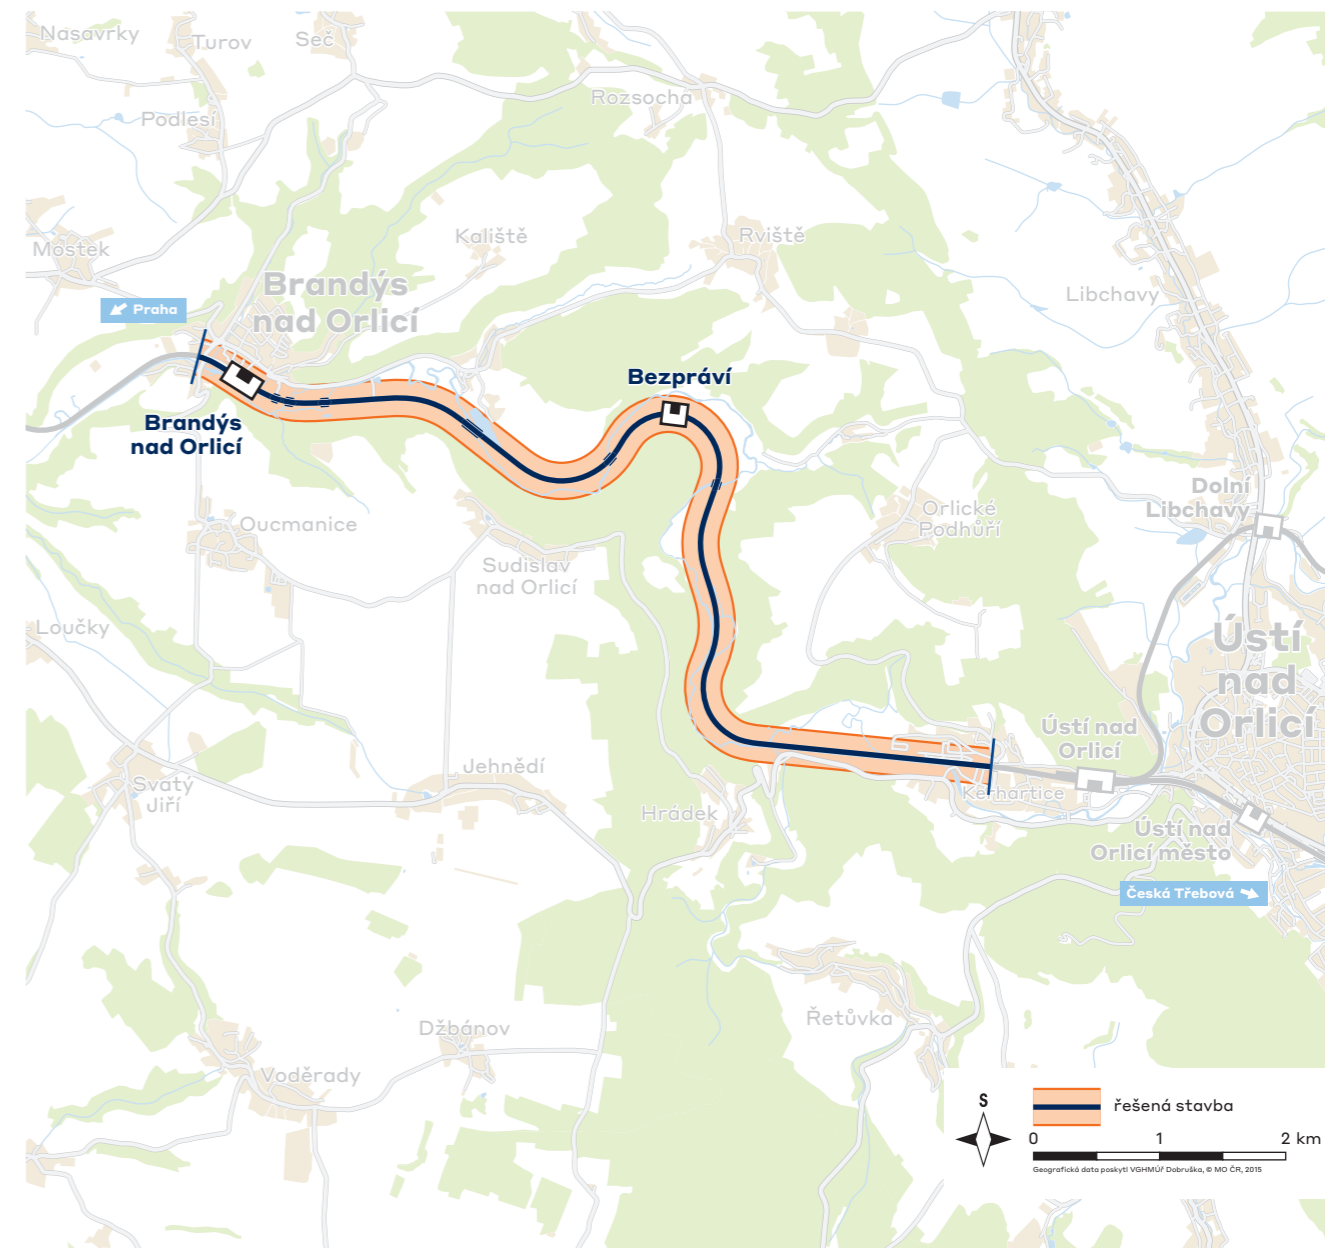 Nasavrky
Turov
Seč
Podlesí
Rozsocha
Mostek
Kaliště
Rviště
Brandýs
nad Orlicí
Libchavy
Praha
Bezpráví
Brandýs
nad Orlicí
Oucmanice
Sudislav
nad Orlicí
Orlické
Podhůří
Dolní
Libchavy
Loučky
Ústí
nad
Orlicí
Ústí nad
Orlicí
Svatý
Jiří
Jehnědí
Hrádek
Kerhartice
Ústí nad
Orlicí město
Česká Třebová
Řetůvka
Džbánov
Voděrady
S
řešená stavba
0 1 2 km
Geografická data poskytl VGHMÚř Dobruška, © MO ČR, 2015